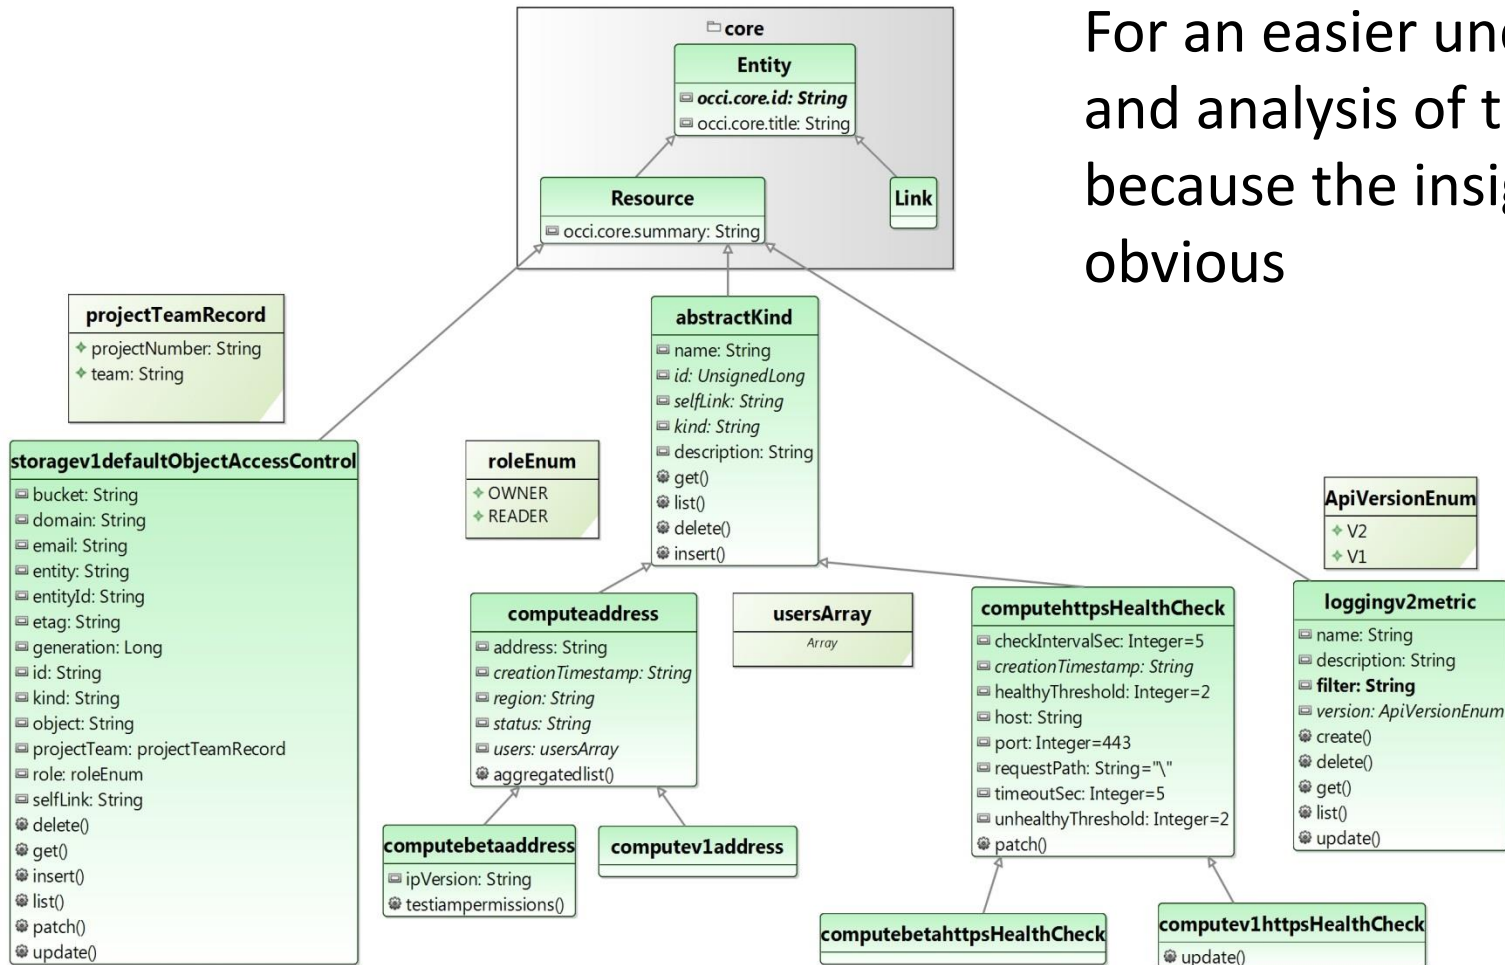 For an easier
and analysis of
because the
obvious
core
Entity
occi.core.id: String
occi.core.title: String
Resource
occi.core.summary: String
Link
projectTeamRecord
projectNumber: String
team: String
abstractKind
name: String
id: UnsignedLong
selfLink: String
kind: String
description: String
get()
list()
delete()
insert()
storagev1defaultObjectAccessControl
bucket: String
domain: String
email: String
entity: String
entityId: String
etag: String
generation: Long
id: String
kind: String
object: String
projectTeam: projectTeamRecord
role: roleEnum
selfLink: String
delete()
get()
insert()
list()
patch()
update()
roleEnum
OWNER
READER
ApiVersionEnum
V2
V1
computeaddress
address: String
creationTimestamp: String
region: String
status: String
users: usersArray
aggregatedlist()
usersArray
Array
computehttpsHealthCheck
checkIntervalSec: Integer=5
creationTimestamp: String
healthyThreshold: Integer=2
host: String
port: Integer=443
requestPath: String="\"
timeoutSec: Integer=5
unhealthyThreshold: Integer=2
patch()
loggingv2metric
name: String
description: String
filter: String
version: ApiVersionEnum
create()
delete()
get()
list()
update()
computebetaaddress
ipVersion: String
testiampermissions()
computev1address
computebetahttpsHealthCheck
computev1httpsHealthCheck
update()